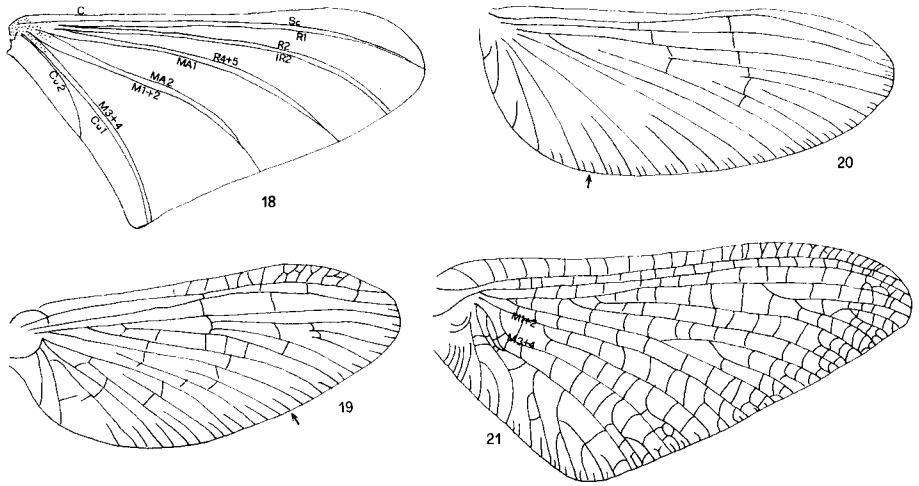 C
Sc
R1
R2
IR2
R4+5
MA1
MA2
M1+2
M3+4
Cu2
Cu1
18
20
19
M1+2
M3+4
21